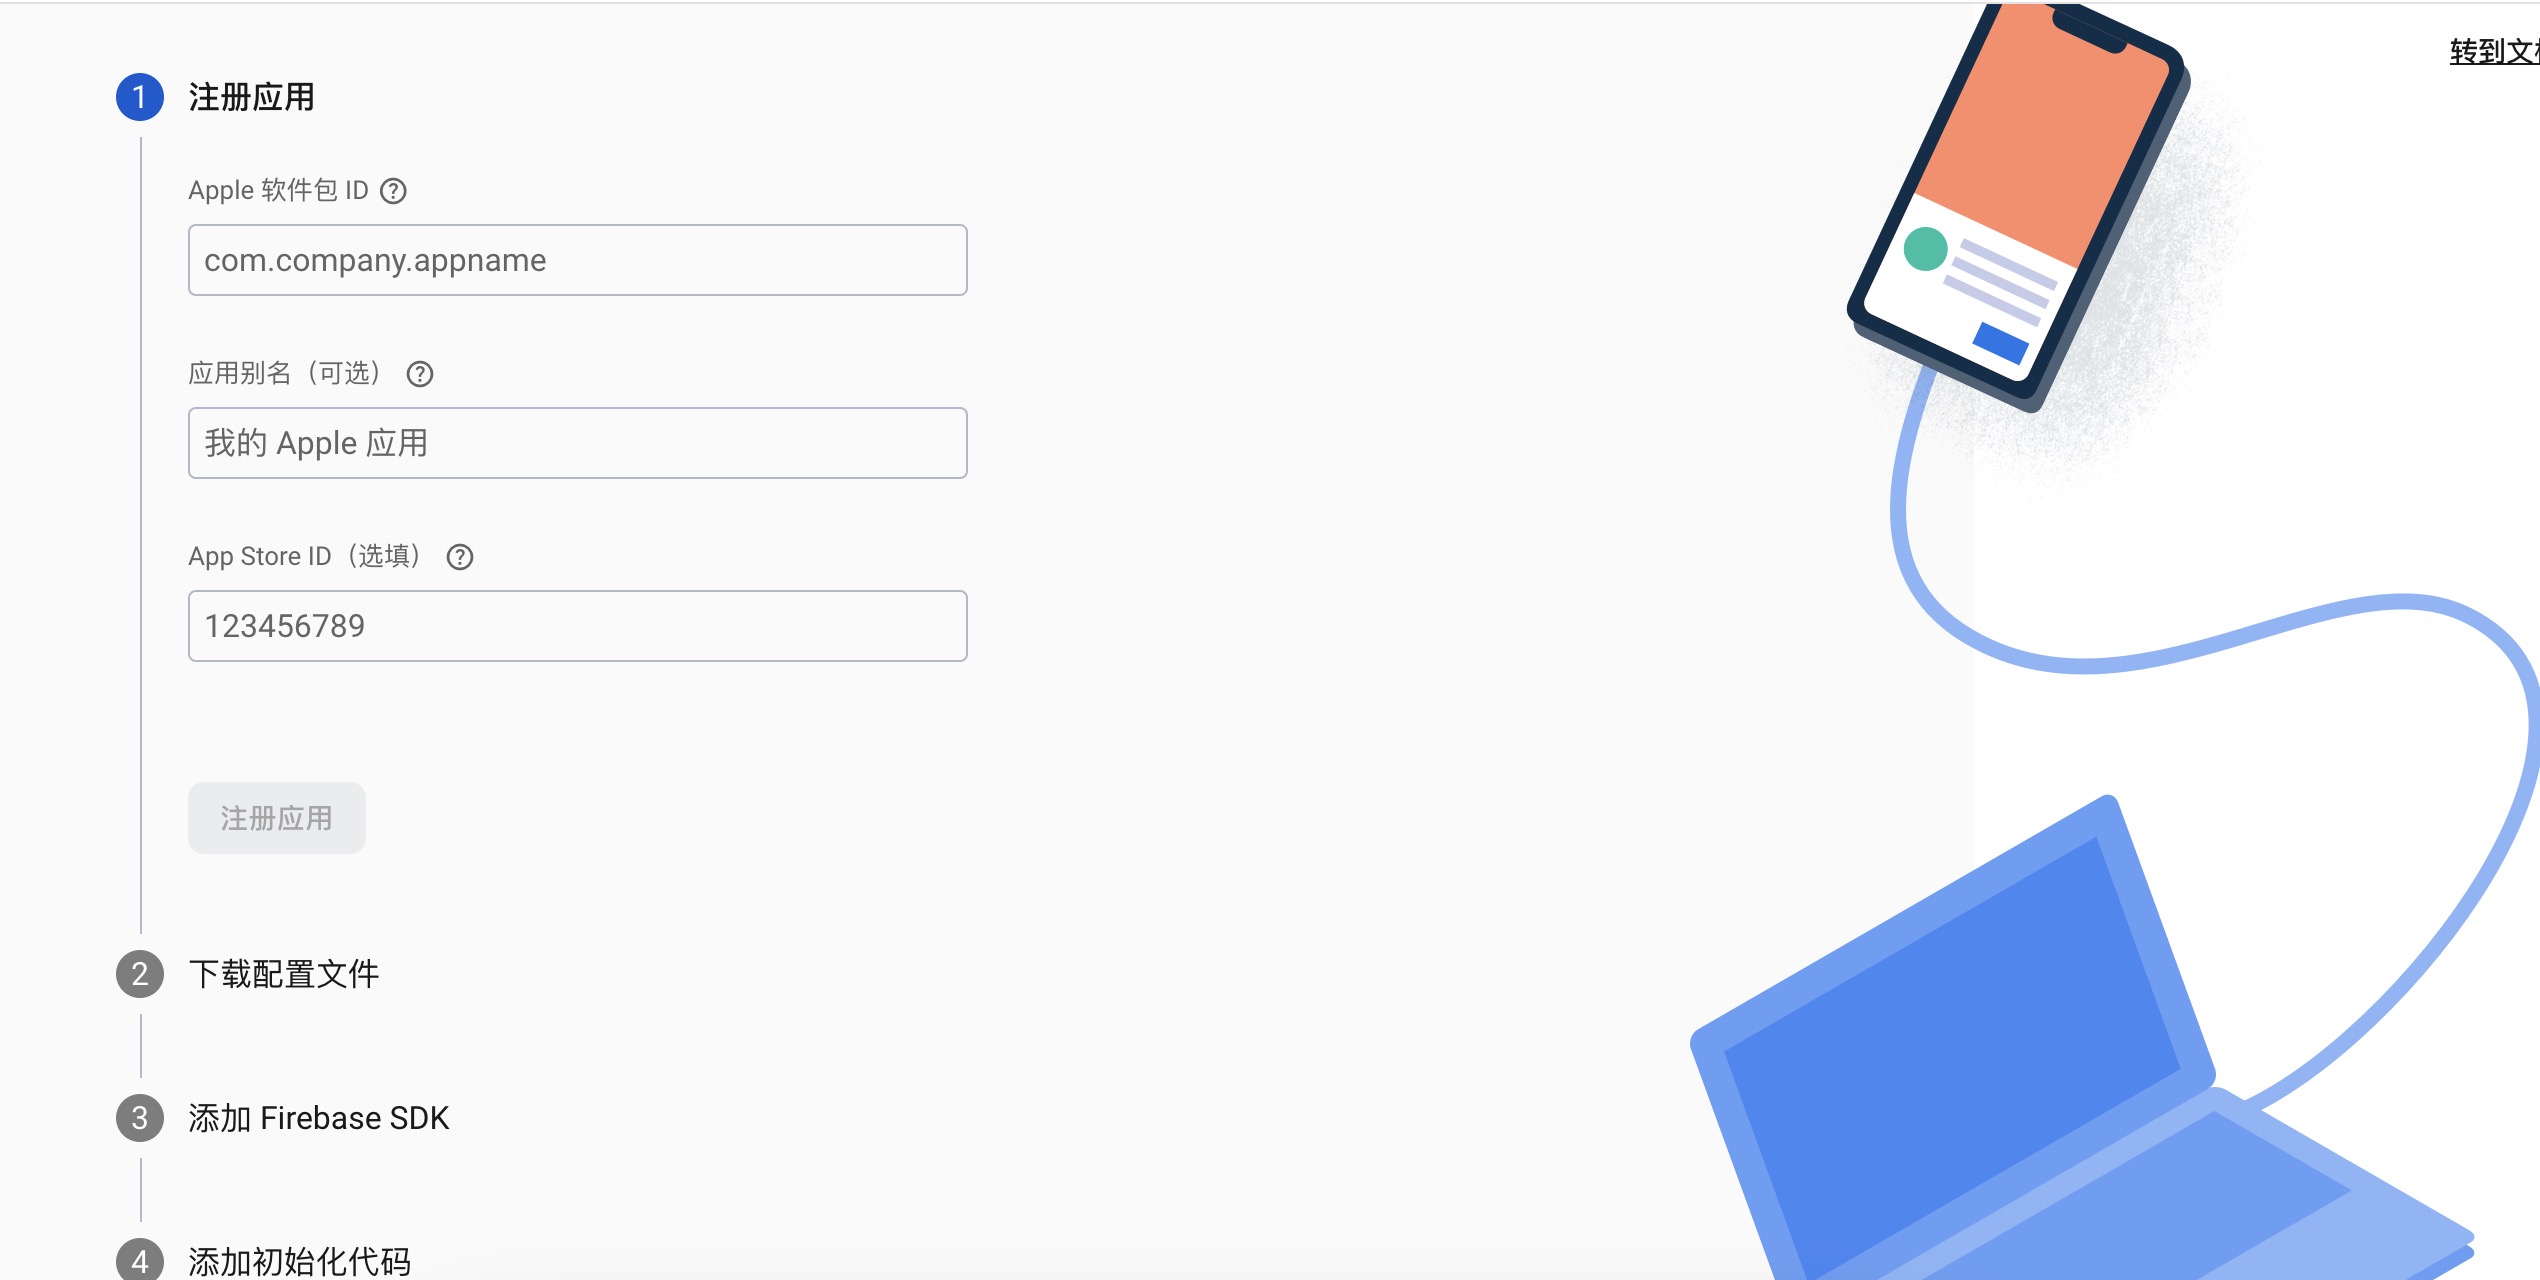 转到文
1 注册应用
Apple 软件包 ID ?
com.company.appname
应用别名（可选） ?
我的 Apple 应用
App Store ID（选填） ?
123456789
注册应用
2 下载配置文件
3 添加 Firebase SDK
4 添加初始化代码